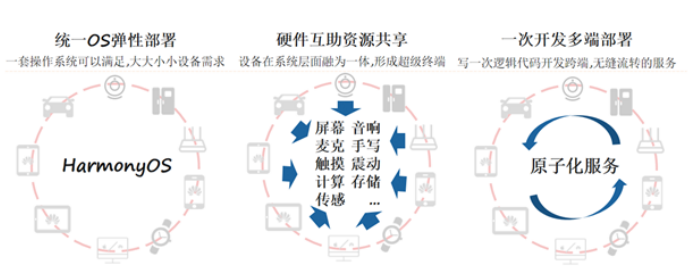 统一OS弹性部署
一套操作系统可以满足,大大小小设备需求
HarmonyOS
硬件互助资源共享
设备在系统层面融为一体,形成超级终端
屏幕 音响
麦克 手写
触摸 震动
计算 存储
传感 ...
一次开发多端部署
写一次逻辑代码开发跨端,无缝流转的服务
原子化服务